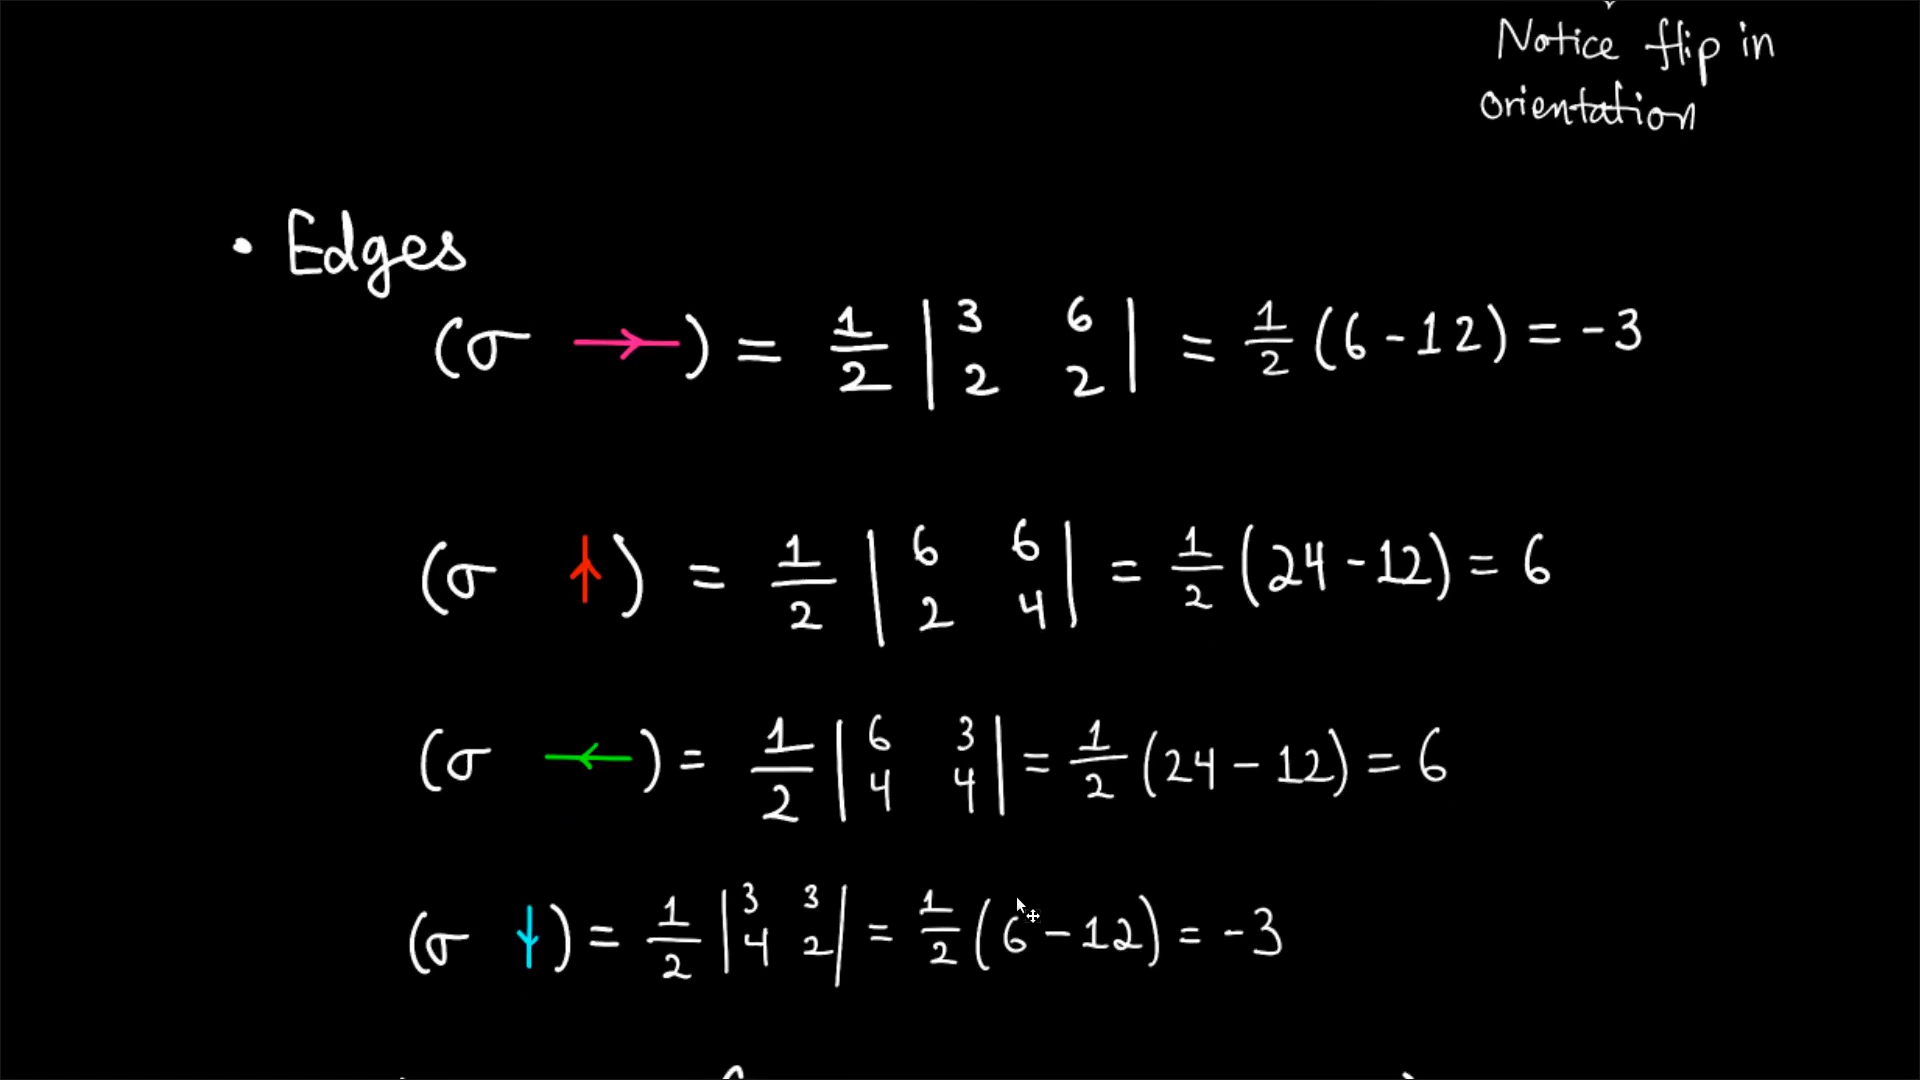 Notice flip in
orientation
• Edges
(σ →) = 1/2 |3 6; 2 2| = 1/2 (6 - 12) = -3
(σ ↑) = 1/2 |6 6; 2 4| = 1/2 (24 - 12) = 6
(σ ←) = 1/2 |6 3; 4 4| = 1/2 (24 - 12) = 6
(σ ↓) = 1/2 |3 3; 4 2| = 1/2 (6 - 12) = -3